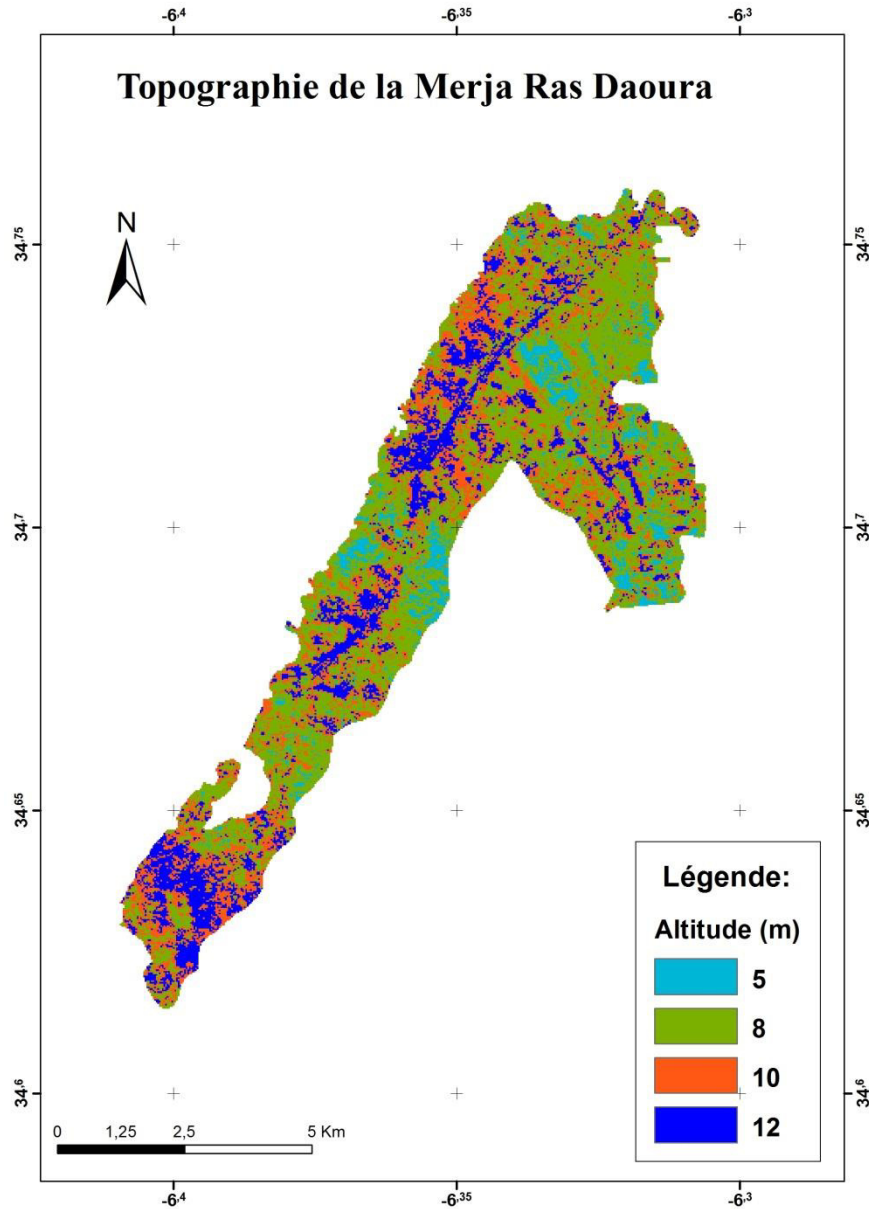 -6,4 -6,35 -6,3
Topographie de la Merja Ras Daoura
N
34,75 34,75
34,7 34,7
34,65 34,65
Légende:
Altitude (m)
5
8
10
12
34,6 34,6
0 1,25 2,5 5 Km
-6,4 -6,35 -6,3